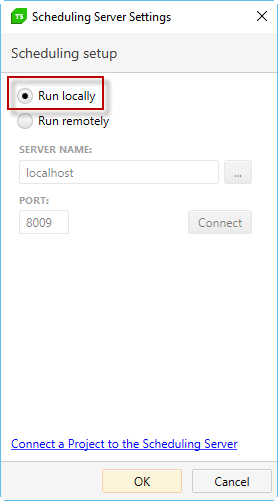 TS Scheduling Server Settings
Scheduling setup
Run locally
Run remotely
SERVER NAME:
localhost ...
PORT:
8009 Connect
Connect a Project to the Scheduling Server
OK Cancel